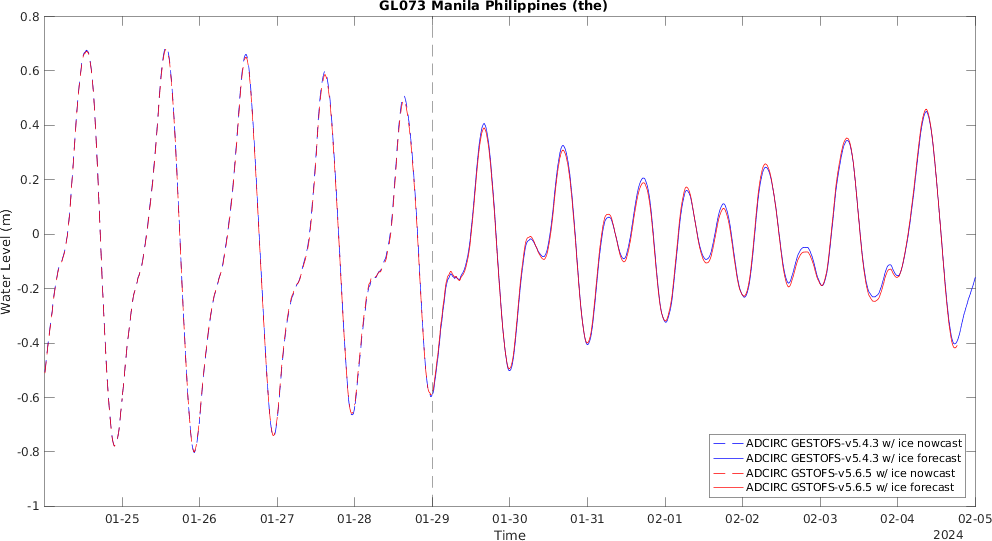 GL073 Manila Philippines (the)
0.8
0.6
0.4
0.2
0
-0.2
-0.4
-0.6
-0.8
-1
Water Level (m)
01-25 01-26 01-27 01-28 01-29 01-30 01-31 02-01 02-02 02-03 02-04 02-05
Time
2024
ADCIRC GESTOFS-v5.4.3 w/ ice nowcast
ADCIRC GESTOFS-v5.4.3 w/ ice forecast
ADCIRC GSTOFS-v5.6.5 w/ ice nowcast
ADCIRC GSTOFS-v5.6.5 w/ ice forecast